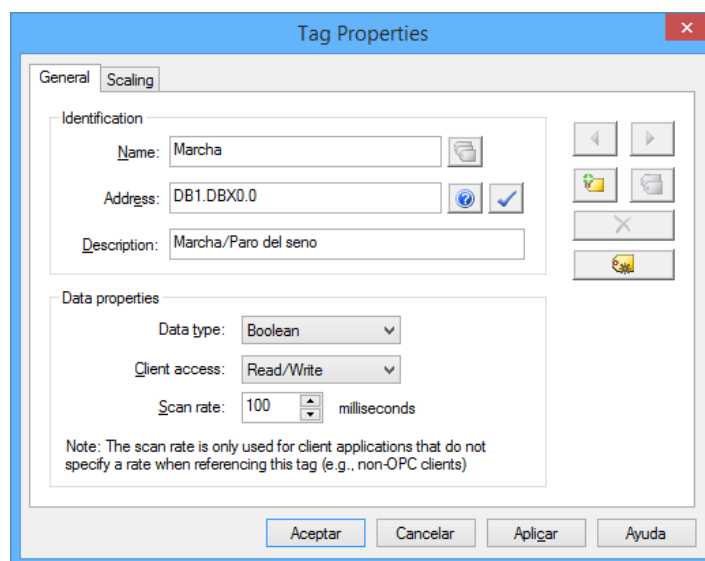 Tag Properties
General
Scaling
Identification
Name: Marcha
Address: DB1.DBX0.0
Description: Marcha/Paro del seno
Data properties
Data type: Boolean
Client access: Read/Write
Scan rate: 100 milliseconds
Note: The scan rate is only used for client applications that do not
specify a rate when referencing this tag (e.g., non-OPC clients)
Aceptar
Cancelar
Aplicar
Ayuda